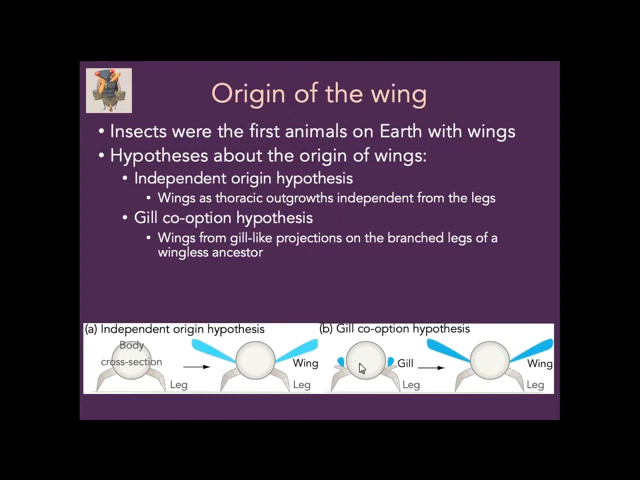 Origin of the wing
• Insects were the first animals on Earth with wings
• Hypotheses about the origin of wings:
• Independent origin hypothesis
• Wings as thoracic outgrowths independent from the legs
• Gill co-option hypothesis
• Wings from gill-like projections on the branched legs of a
wingless ancestor
(a) Independent origin hypothesis
Body
cross-section
Leg
Wing
Leg
(b) Gill co-option hypothesis
Gill
Leg
Wing
Leg